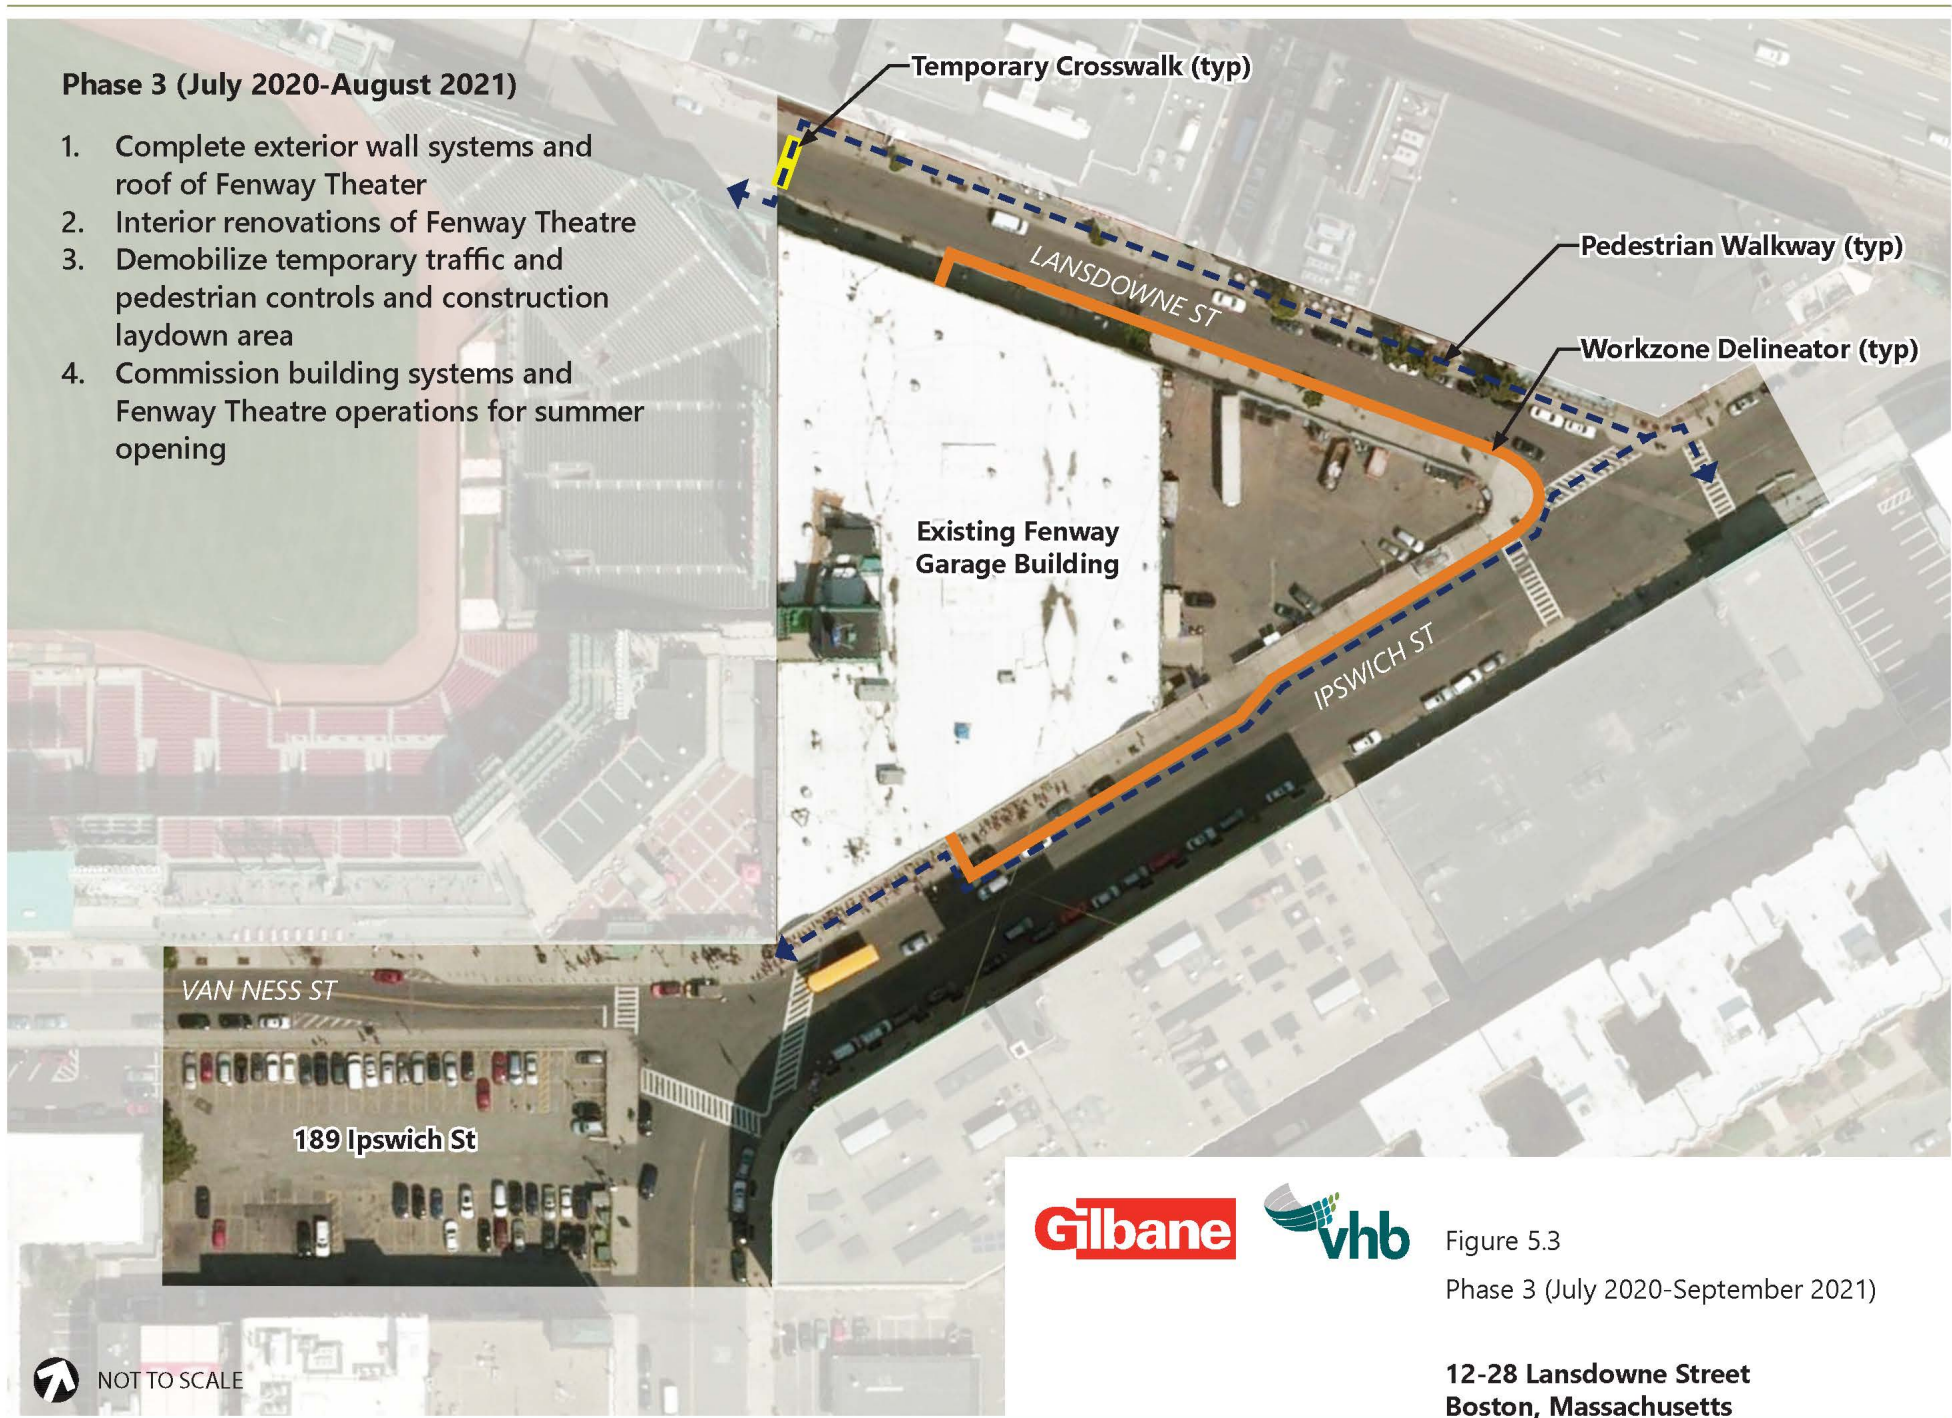 Phase 3 (July 2020-August 2021)
1. Complete exterior wall systems and
roof of Fenway Theater
2. Interior renovations of Fenway Theatre
3. Demobilize temporary traffic and
pedestrian controls and construction
laydown area
4. Commission building systems and
Fenway Theatre operations for summer
opening
Temporary Crosswalk (typ)
Pedestrian Walkway (typ)
LANSDOWNE ST
Workzone Delineator (typ)
Existing Fenway
Garage Building
IPSWICH ST
VAN NESS ST
189 Ipswich St
Gilbane
vhb
Figure 5.3
Phase 3 (July 2020-September 2021)
NOT TO SCALE
12-28 Lansdowne Street
Boston, Massachusetts